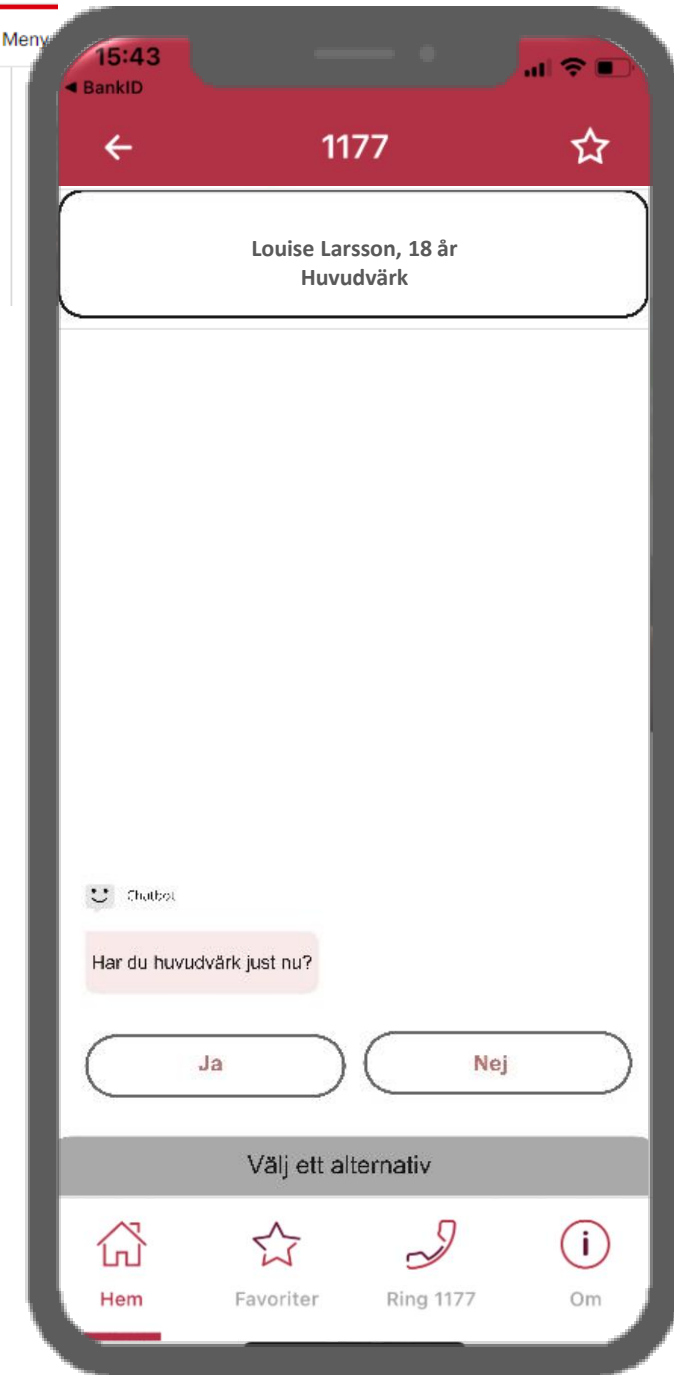 Meny
15:43
BankID
1177
Louise Larsson, 18 år
Huvudvärk
Chatbot
Har du huvudvärk just nu?
Ja
Nej
Välj ett alternativ
Hem
Favoriter
Ring 1177
Om